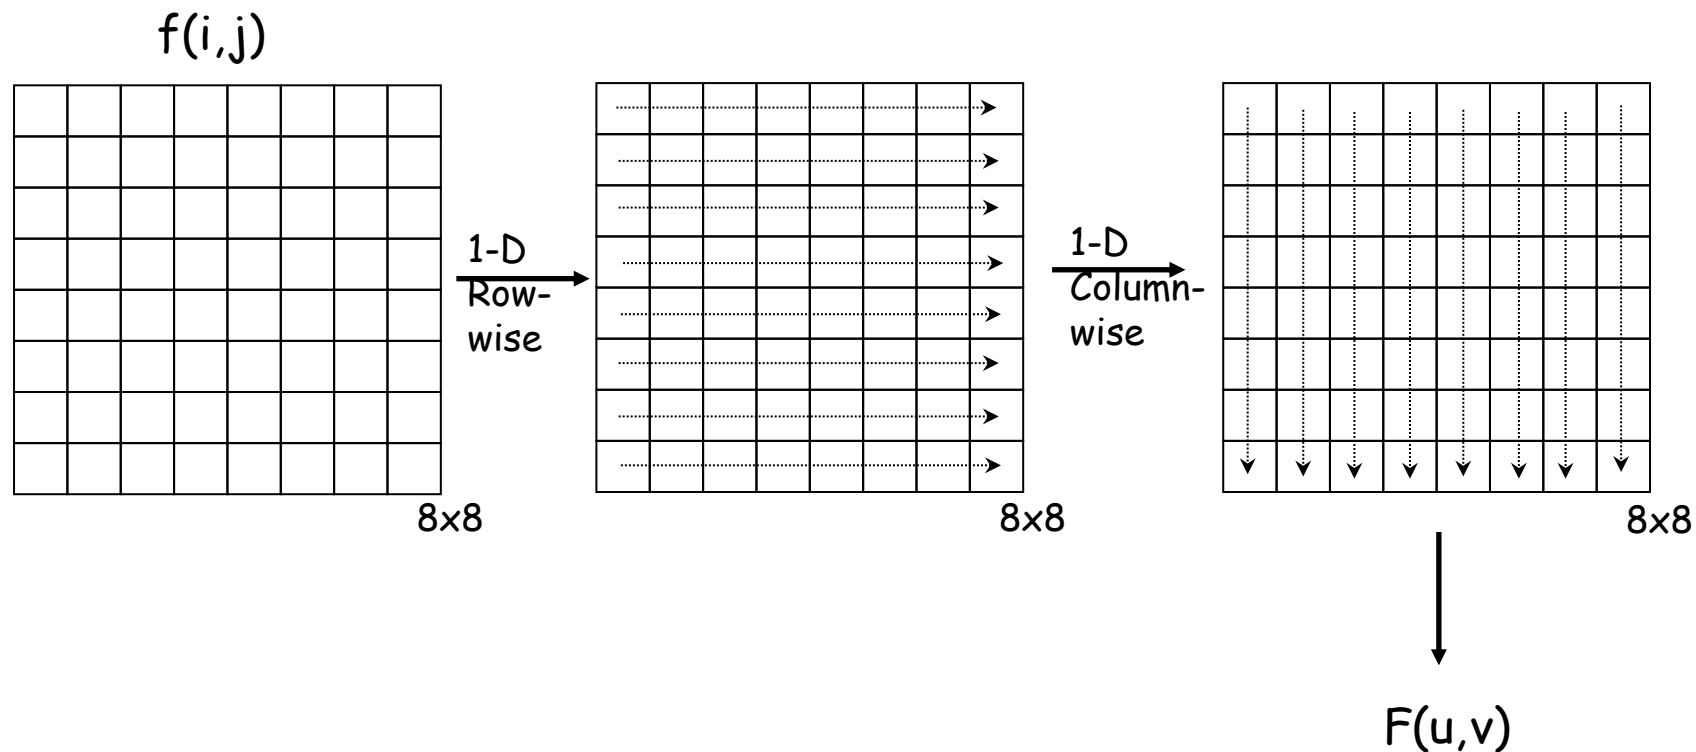 f(i,j)
1-D
Row-
wise
1-D
Column-
wise
8x8
8x8
8x8
F(u,v)